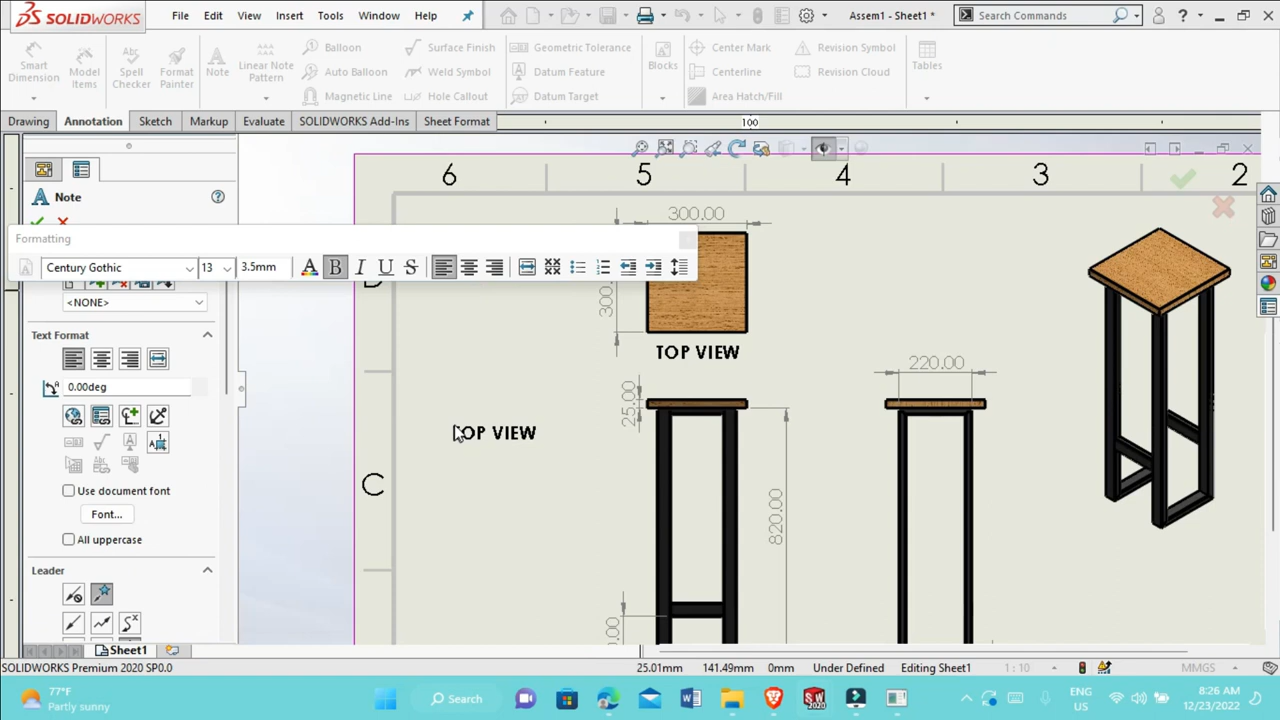 SOLIDWORKS
File Edit View Insert Tools Window Help
Assem1 - Sheet1 *
Search Commands
Smart Dimension
Model Items
Spell Checker
Format Painter
Note
Linear Note Pattern
Balloon
Auto Balloon
Magnetic Line
Surface Finish
Weld Symbol
Hole Callout
Geometric Tolerance
Datum Feature
Datum Target
Blocks
Center Mark
Centerline
Area Hatch/Fill
Revision Symbol
Revision Cloud
Tables
Drawing Annotation Sketch Markup Evaluate SOLIDWORKS Add-Ins Sheet Format
100
6 5 4 3 2
Note
Formatting
Century Gothic 13 3.5mm
<NONE>
Text Format
0.00deg
Use document font
Font...
All uppercase
Leader
D
C
300.00
300
TOP VIEW
25.00
820.00
220.00
OP VIEW
Sheet1
SOLIDWORKS Premium 2020 SP0.0
25.01mm 141.49mm 0mm Under Defined Editing Sheet1 1 : 10 MMGS
77°F
Partly sunny
Search
ENG
US
8:26 AM
12/23/2022